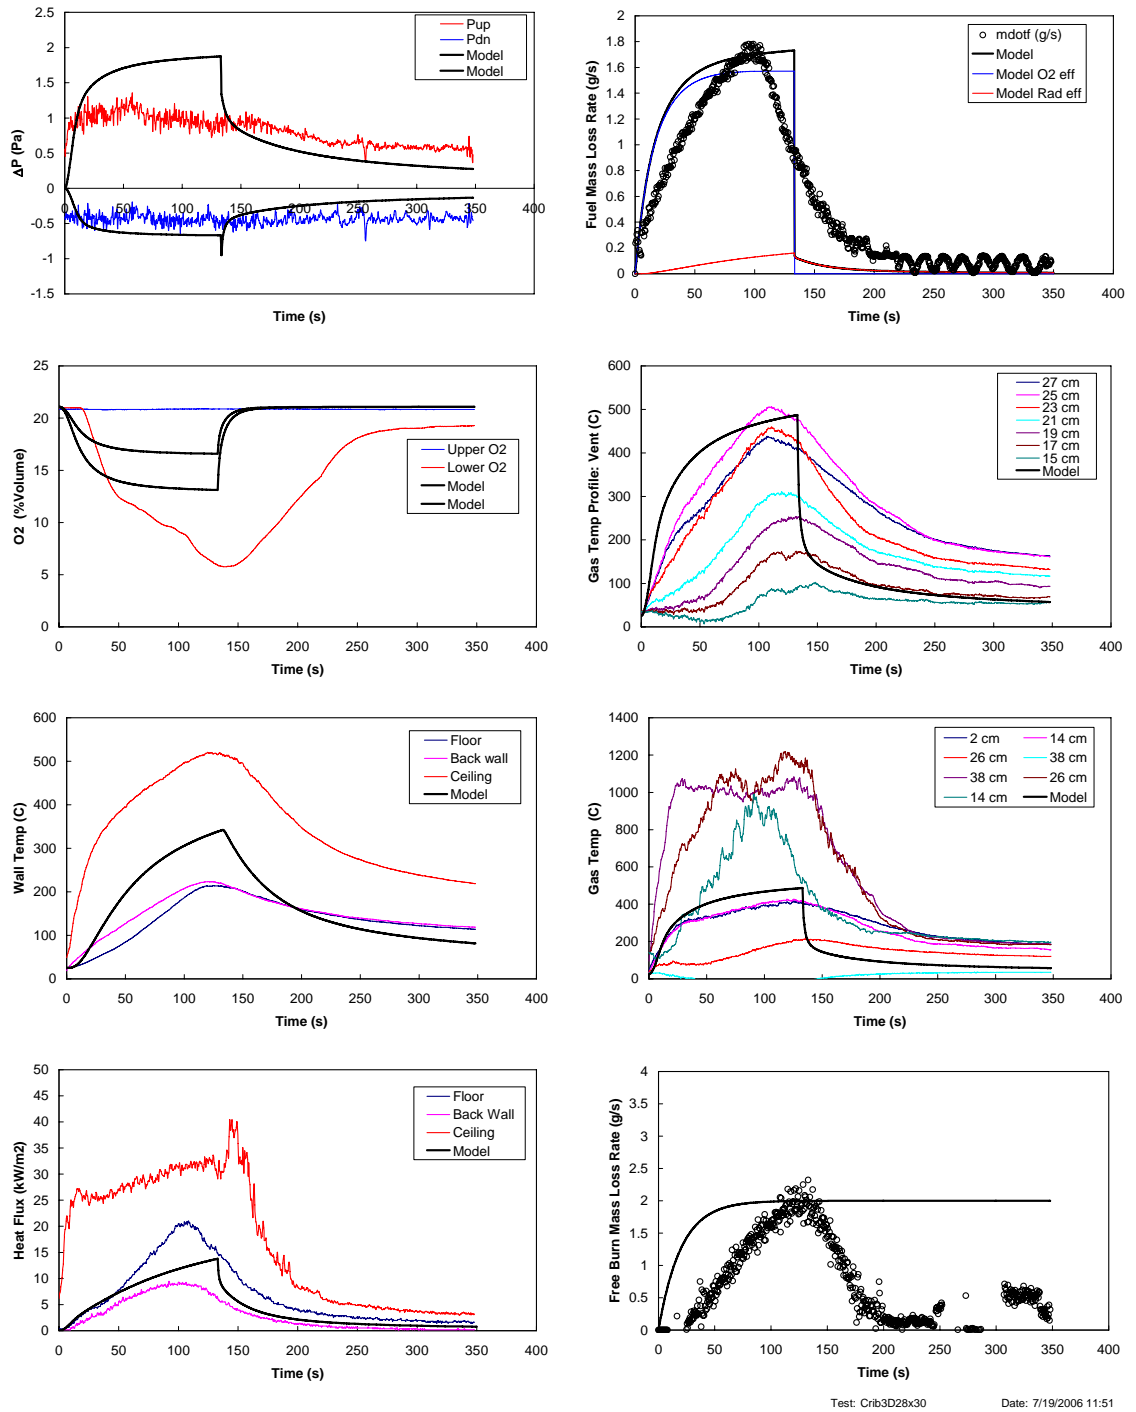 2.5
2
1.5
1
0.5
0
-0.5
-1
-1.5
0 50 100 150 200 250 300 350 400
ΔP (Pa)
Time (s)
Pup
Pdn
Model
Model
2
1.8
1.6
1.4
1.2
1
0.8
0.6
0.4
0.2
0
0 50 100 150 200 250 300 350 400
Fuel Mass Loss Rate (g/s)
Time (s)
mdotf (g/s)
Model
Model O2 eff
Model Rad eff
25
20
15
10
5
0
0 50 100 150 200 250 300 350 400
O2 (%Volume)
Time (s)
Upper O2
Lower O2
Model
Model
600
500
400
300
200
100
0
0 50 100 150 200 250 300 350 400
Gas Temp Profile: Vent (C)
Time (s)
27 cm
25 cm
23 cm
21 cm
19 cm
17 cm
15 cm
Model
600
500
400
300
200
100
0
0 50 100 150 200 250 300 350 400
Wall Temp (C)
Time (s)
Floor
Back wall
Ceiling
Model
1400
1200
1000
800
600
400
200
0
0 50 100 150 200 250 300 350 400
Gas Temp (C)
Time (s)
2 cm 14 cm
26 cm 38 cm
38 cm 26 cm
14 cm Model
50
45
40
35
30
25
20
15
10
5
0
0 50 100 150 200 250 300 350 400
Heat Flux (kW/m2)
Time (s)
Floor
Back Wall
Ceiling
Model
4
3.5
3
2.5
2
1.5
1
0.5
0
0 50 100 150 200 250 300 350 400
Free Burn Mass Loss Rate (g/s)
Time (s)
Test: Crib3D28x30 Date: 7/19/2006 11:51